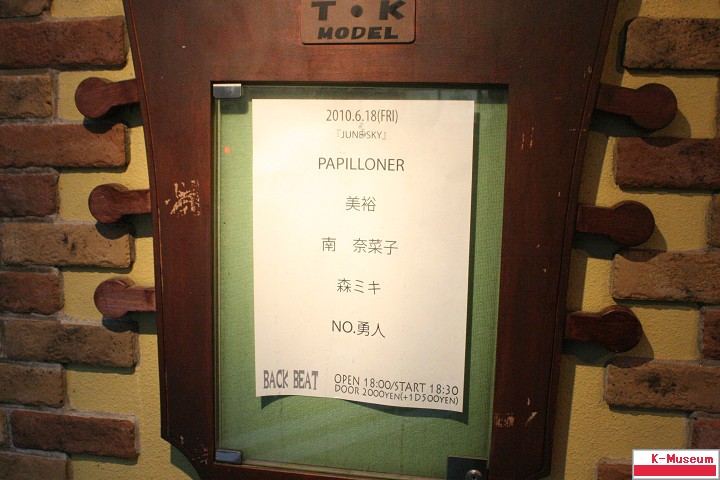 T・K
MODEL
2010.6.18(FRI)
『JUNE SKY』
PAPILLONER
美裕
南　奈菜子
森ミキ
NO.勇人
BACK BEAT
OPEN 18:00/START 18:30
DOOR 2000YEN(+1D500YEN)
K-Museum